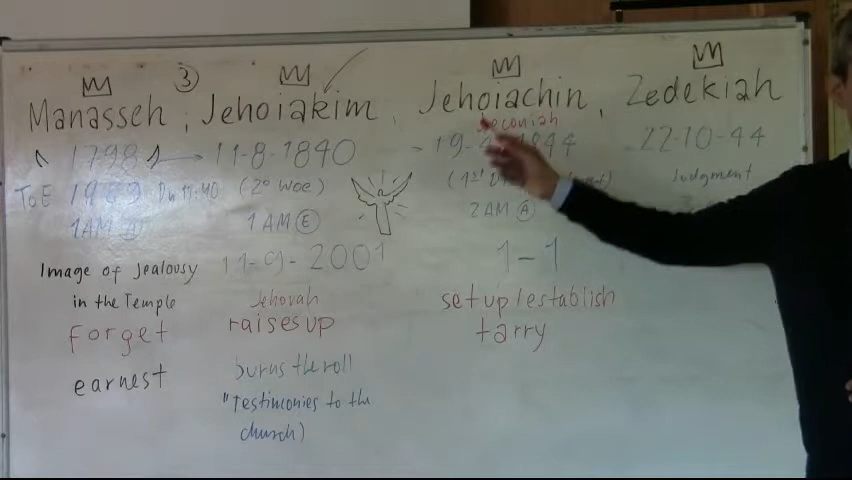 ③
Manasseh , Jehoiakim , Jehoiachin , Zedekiah
Jeconiah
1798 11-8-1840 19- 1844 22-10-44
ToE 1989 Dn 11:40 (2º Woe) (1st Judgment
1AM 1AM Ⓔ 2AM Ⓐ
Image of jealousy 11-9-2001 1-1
in the Temple Jehovah set up/establish
forget raises up tarry
earnest burns the roll
"Testimonies to the
church)